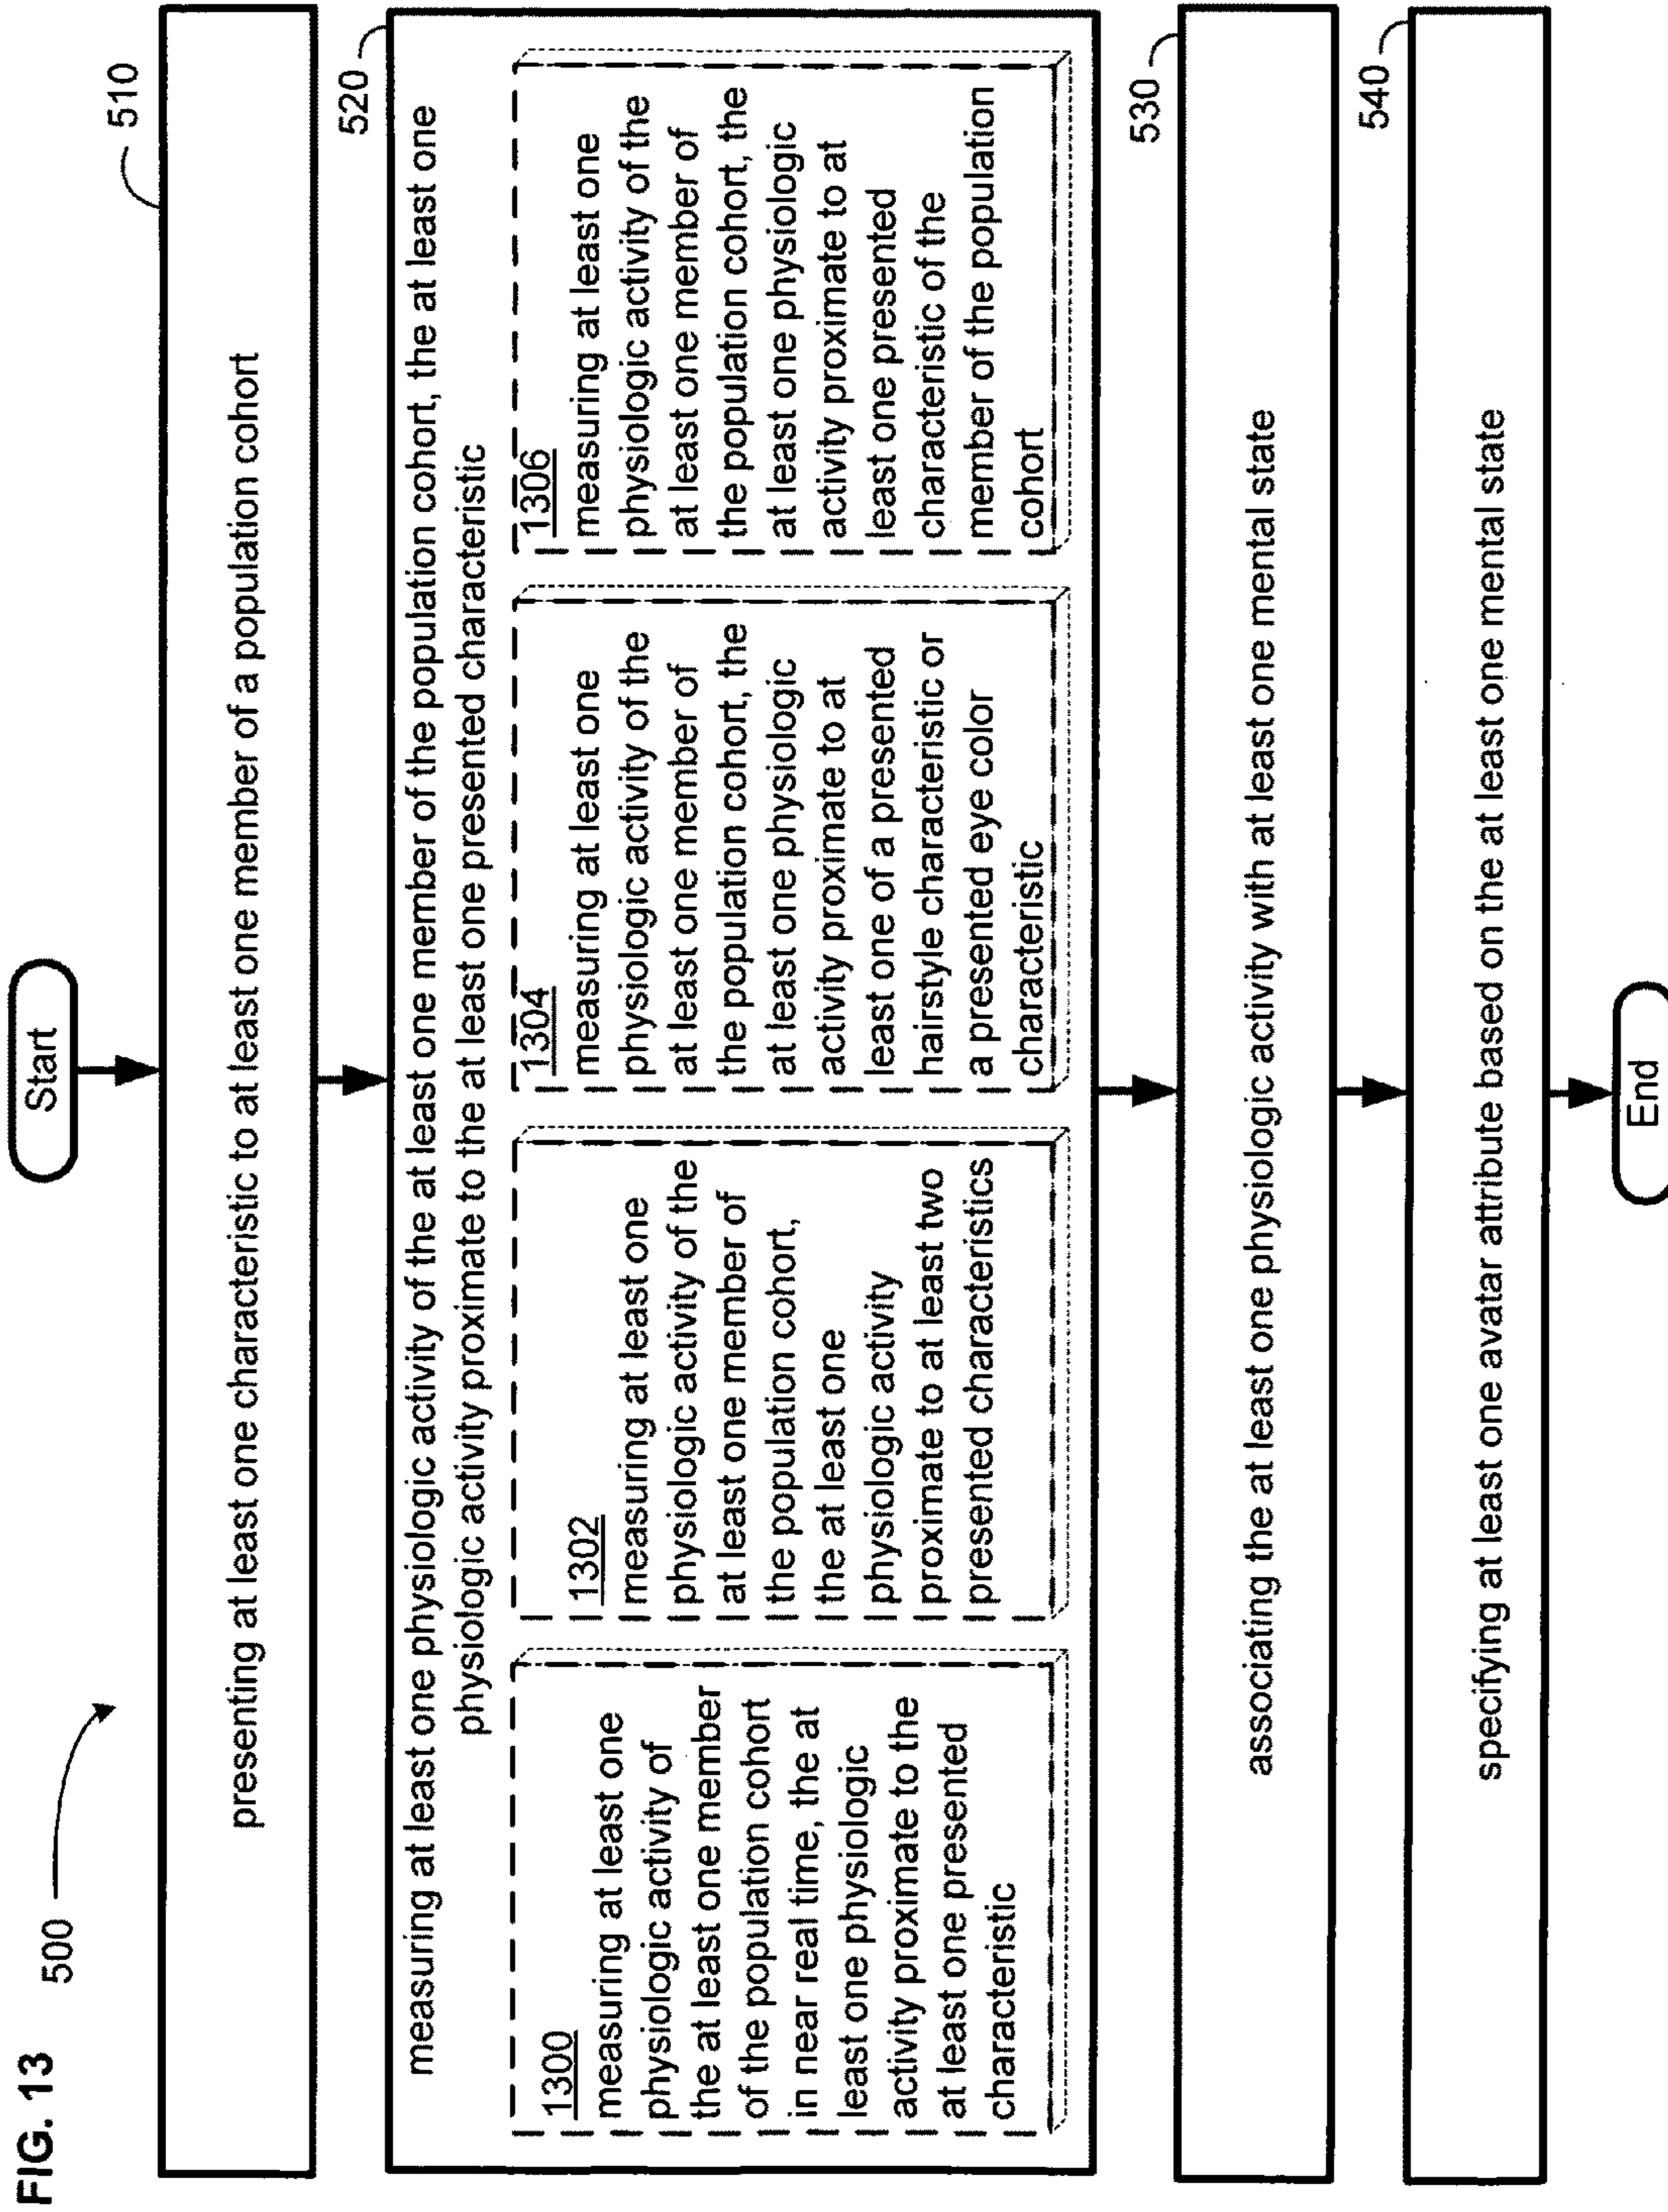 FIG. 13
500
Start
510
presenting at least one characteristic to at least one member of a population cohort
520
measuring at least one physiologic activity of the at least one member of the population cohort, the at least one
physiologic activity proximate to the at least one presented characteristic
1300
measuring at least one
physiologic activity of
the at least one member
of the population cohort
in near real time, the at
least one physiologic
activity proximate to the
at least one presented
characteristic
1302
measuring at least one
physiologic activity of the
at least one member of
the population cohort,
the at least one
physiologic activity
proximate to at least two
presented characteristics
1304
measuring at least one
physiologic activity of the
at least one member of
the population cohort, the
at least one physiologic
activity proximate to at
least one of a presented
hairstyle characteristic or
a presented eye color
characteristic
1306
measuring at least one
physiologic activity of the
at least one member of
the population cohort, the
at least one physiologic
activity proximate to at
least one presented
characteristic of the
member of the population
cohort
530
associating the at least one physiologic activity with at least one mental state
540
specifying at least one avatar attribute based on the at least one mental state
End